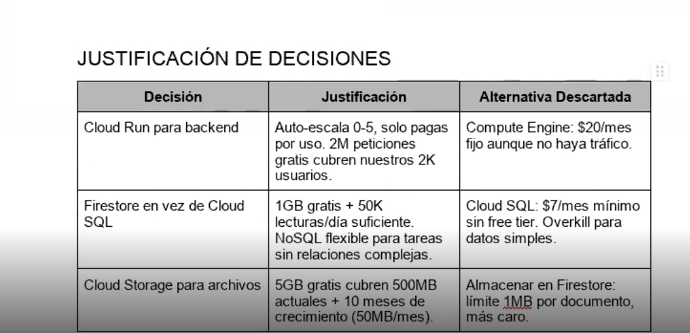 JUSTIFICACIÓN DE DECISIONES
Decisión
Justificación
Alternativa Descartada
Cloud Run para backend
Auto-escala 0-5, solo pagas
por uso. 2M peticiones
gratis cubren nuestros 2K
usuarios.
Compute Engine: $20/mes
fijo aunque no haya tráfico.
Firestore en vez de Cloud
SQL
1GB gratis + 50K
lecturas/día suficiente.
NoSQL flexible para tareas
sin relaciones complejas.
Cloud SQL: $7/mes mínimo
sin free tier. Overkill para
datos simples.
Cloud Storage para archivos
5GB gratis cubren 500MB
actuales + 10 meses de
crecimiento (50MB/mes).
Almacenar en Firestore:
límite 1MB por documento,
más caro.